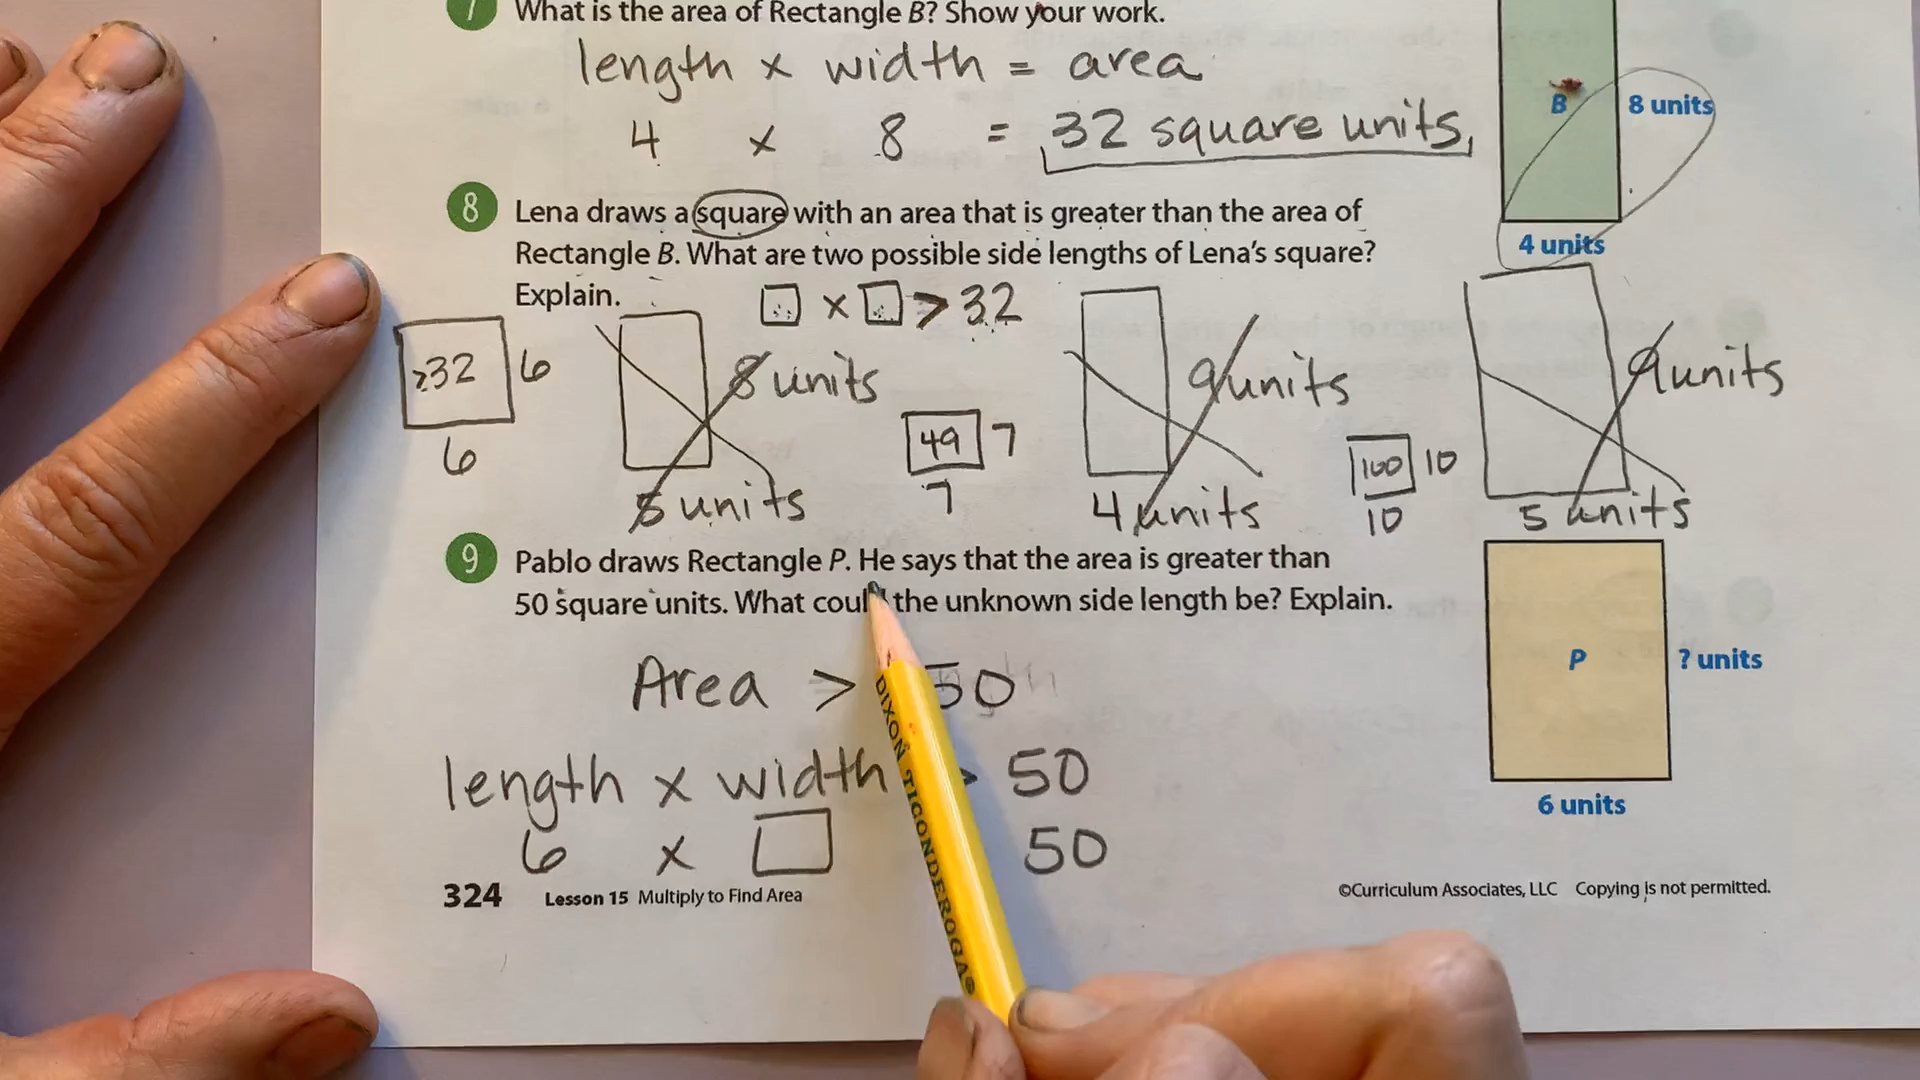 7 What is the area of Rectangle B? Show your work.
length x width = area
4 x 8 = 32 square units
B
8 units
4 units
8 Lena draws a square with an area that is greater than the area of
Rectangle B. What are two possible side lengths of Lena's square?
Explain.
x > 32
>32 6
6
8 units
5 units
49 7
7
9 units
4 units
100 10
10
9 units
5 units
9 Pablo draws Rectangle P. He says that the area is greater than
50 square units. What could the unknown side length be? Explain.
Area > 50
length x width > 50
6 x 50
P
? units
6 units
324 Lesson 15 Multiply to Find Area
©Curriculum Associates, LLC Copying is not permitted.
DIXON TICONDEROGA®